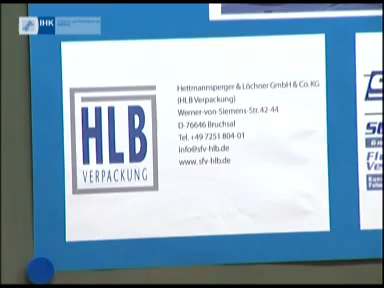 IHK
HLB
VERPACKUNG
Hettmannsperger & Löchner GmbH & Co. KG
(HLB Verpackung)
Werner-von-Siemens-Str. 42-44
D-76646 Bruchsal
Tel. +49 7251 804-01
info@sfv-hlb.de
www.sfv-hlb.de